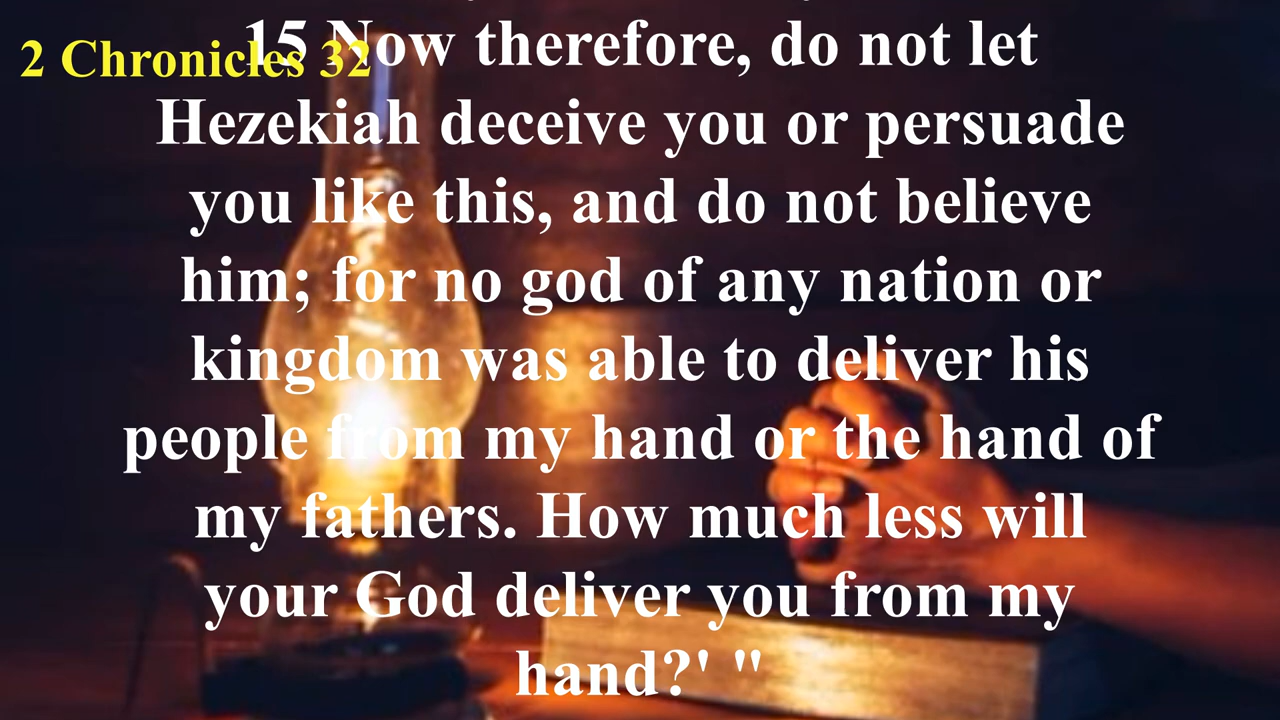 2 Chronicles 32
15 Now therefore, do not let
Hezekiah deceive you or persuade
you like this, and do not believe
him; for no god of any nation or
kingdom was able to deliver his
people from my hand or the hand of
my fathers. How much less will
your God deliver you from my
hand?' "